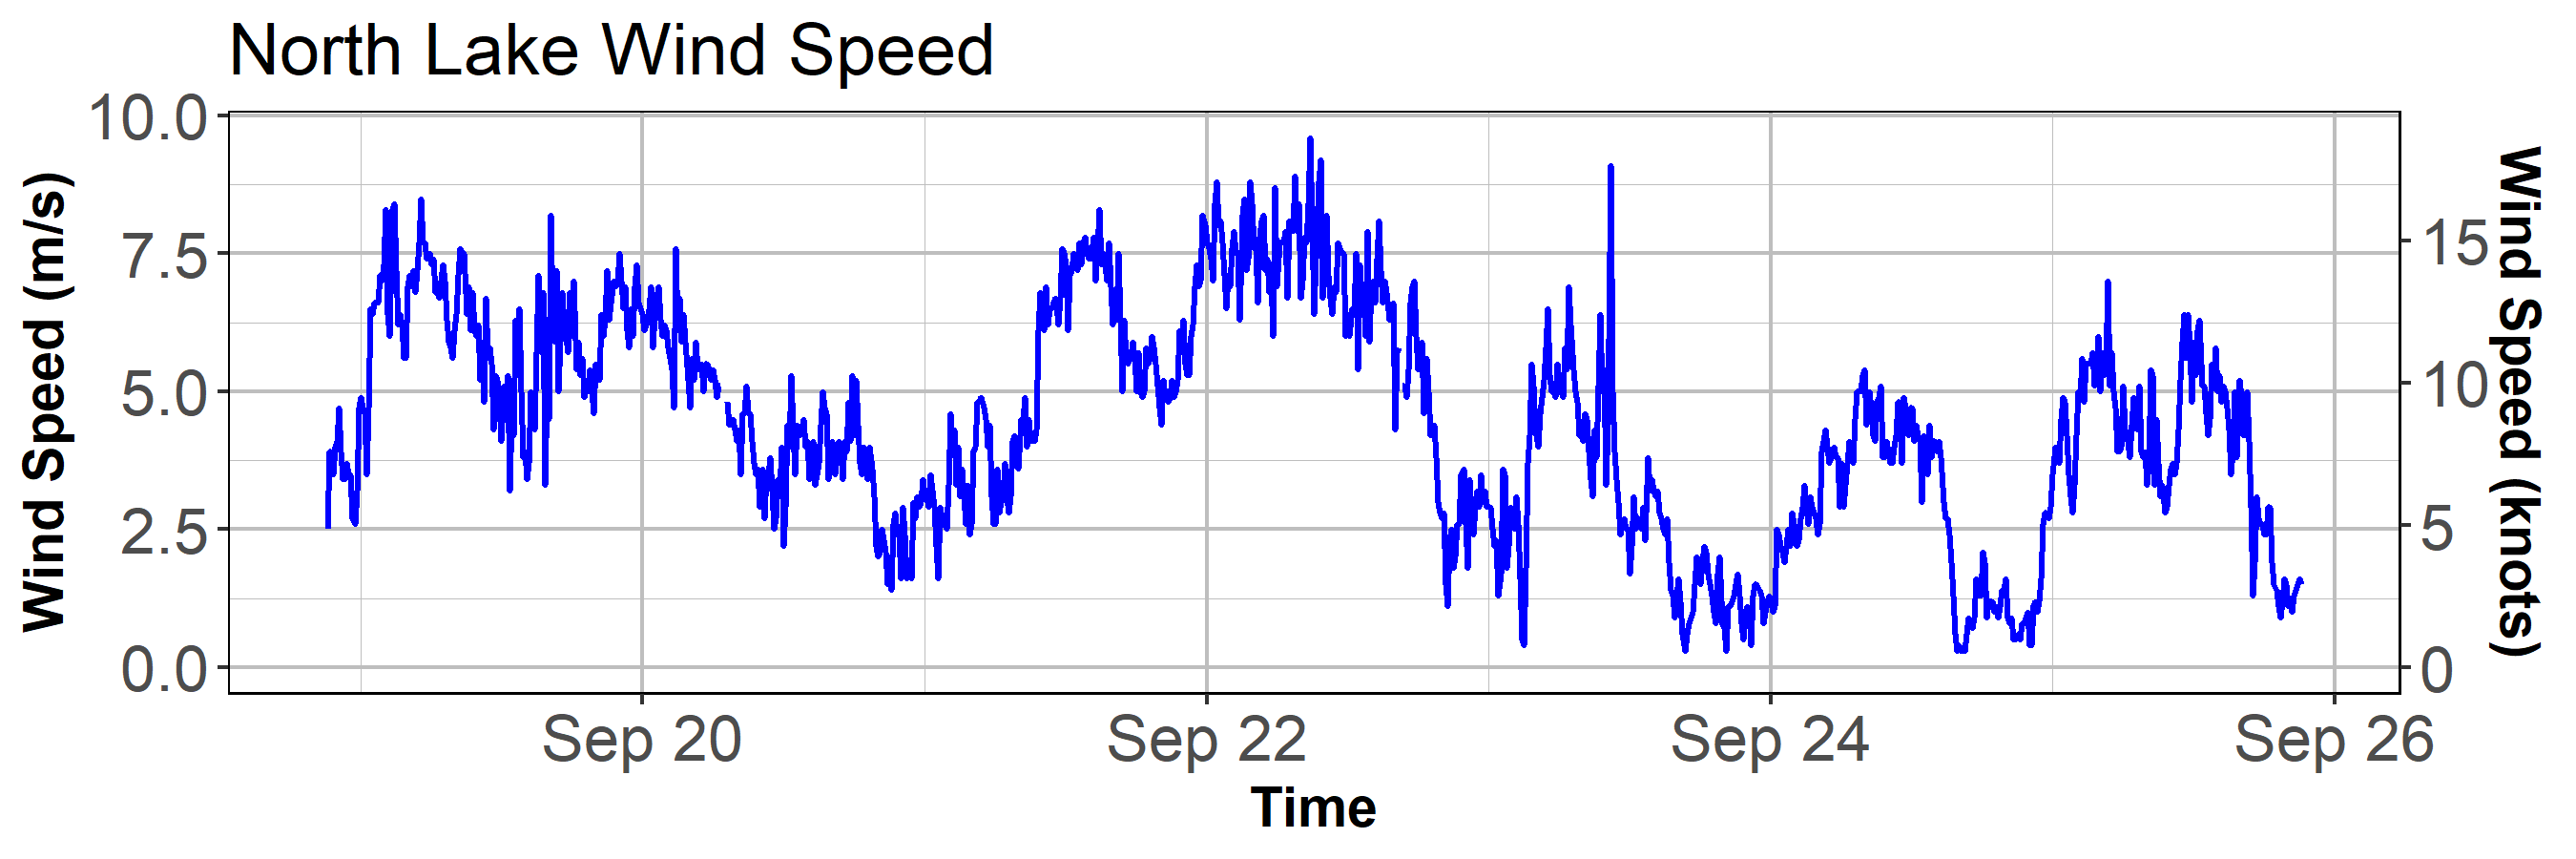 North Lake Wind Speed
10.0
7.5
5.0
2.5
0.0
Wind Speed (m/s)
15
10
5
0
Wind Speed (knots)
Sep 20
Sep 22
Sep 24
Sep 26
Time